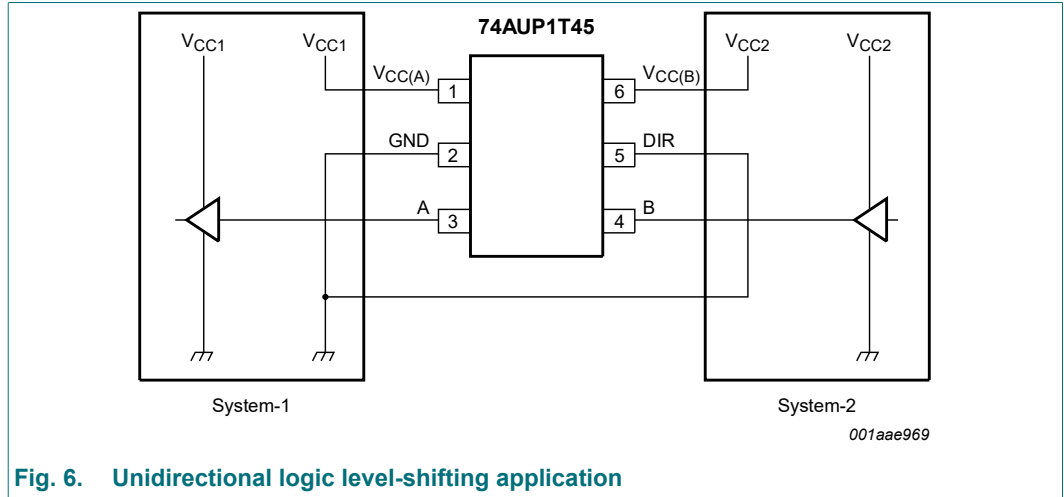 74AUP1T45
VCC1 VCC1 VCC2 VCC2
VCC(A) VCC(B)
1 6
GND DIR
2 5
A B
3 4
System-1 System-2
001aae969
Fig. 6. Unidirectional logic level-shifting application